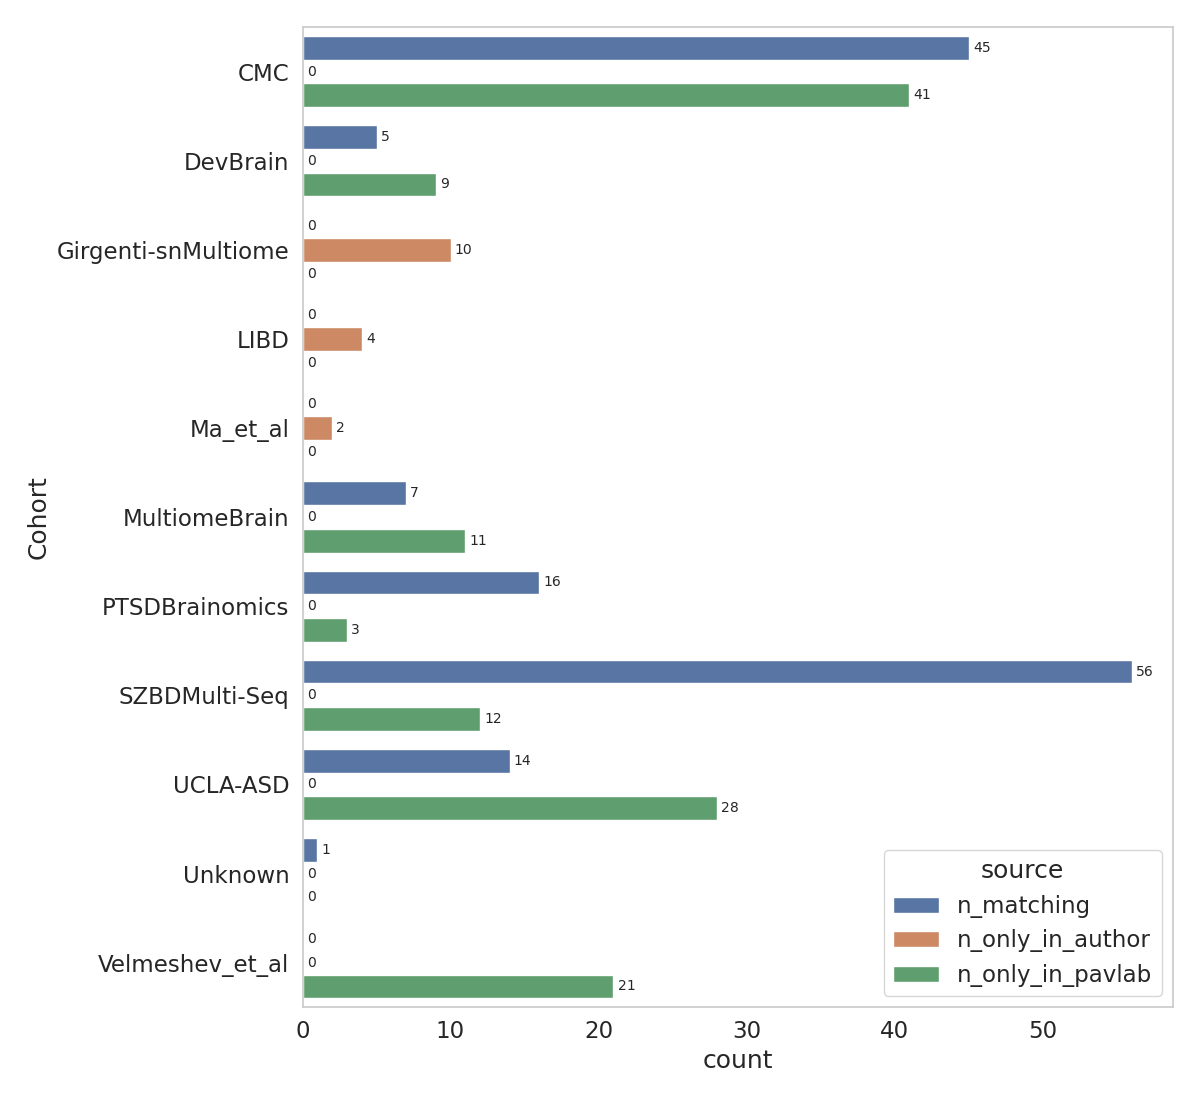 CMC
45
0
41
DevBrain
5
0
9
Girgenti-snMultiome
0
10
0
LIBD
0
4
0
Ma_et_al
0
2
0
MultiomeBrain
7
0
11
PTSDBrainomics
16
0
3
SZBDMulti-Seq
56
0
12
UCLA-ASD
14
0
28
Unknown
1
0
0
Velmeshev_et_al
0
0
21
Cohort
0 10 20 30 40 50
count
source
n_matching
n_only_in_author
n_only_in_pavlab